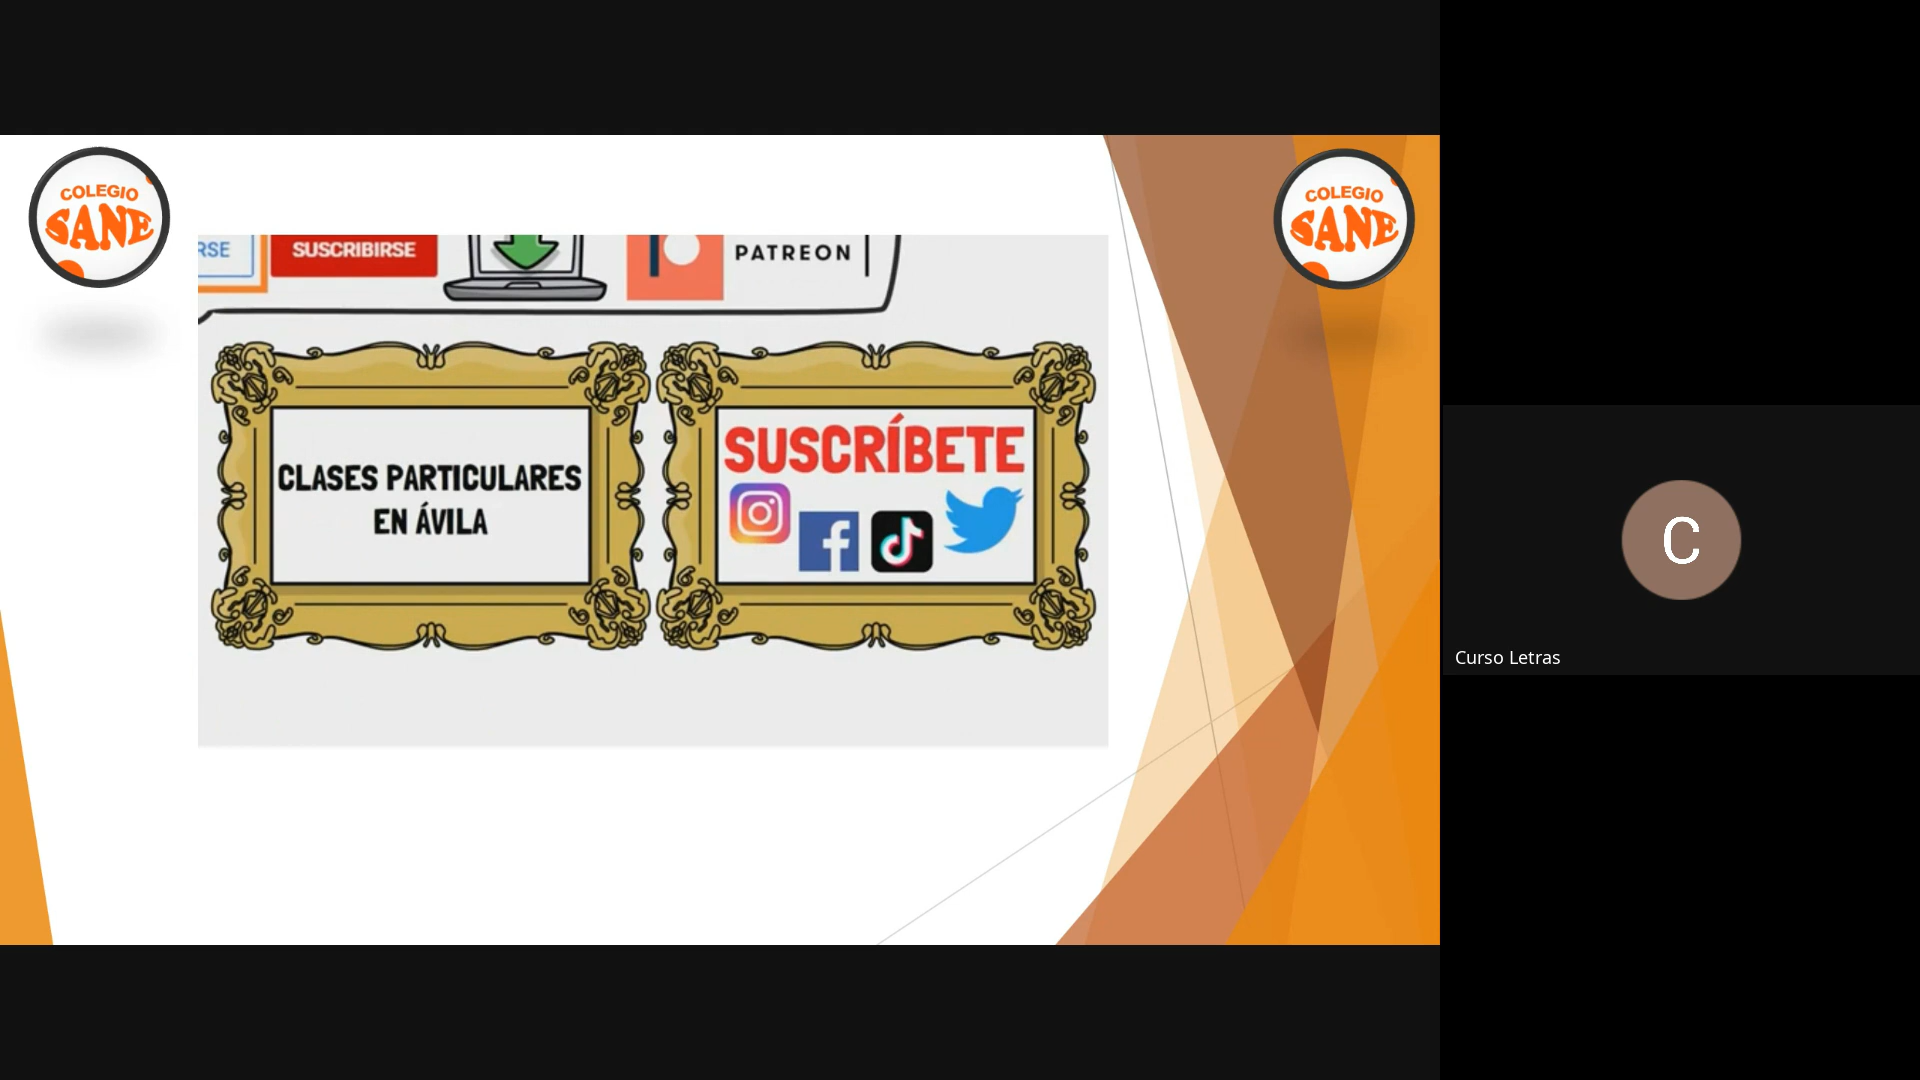 COLEGIO
SANE
COLEGIO
SANE
RSE
SUSCRIBIRSE
PATREON
CLASES PARTICULARES
EN ÁVILA
SUSCRÍBETE
C
Curso Letras